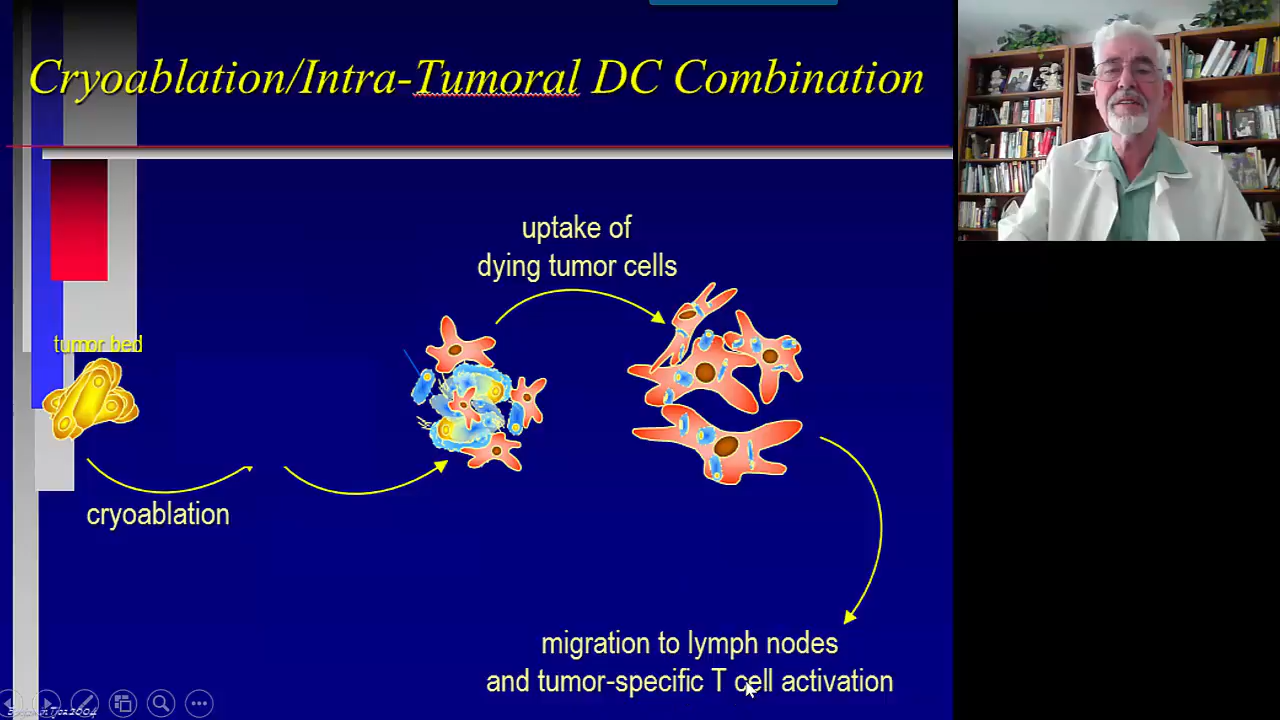 Cryoablation/Intra-Tumoral DC Combination
uptake of
dying tumor cells
tumor bed
cryoablation
migration to lymph nodes
and tumor-specific T cell activation